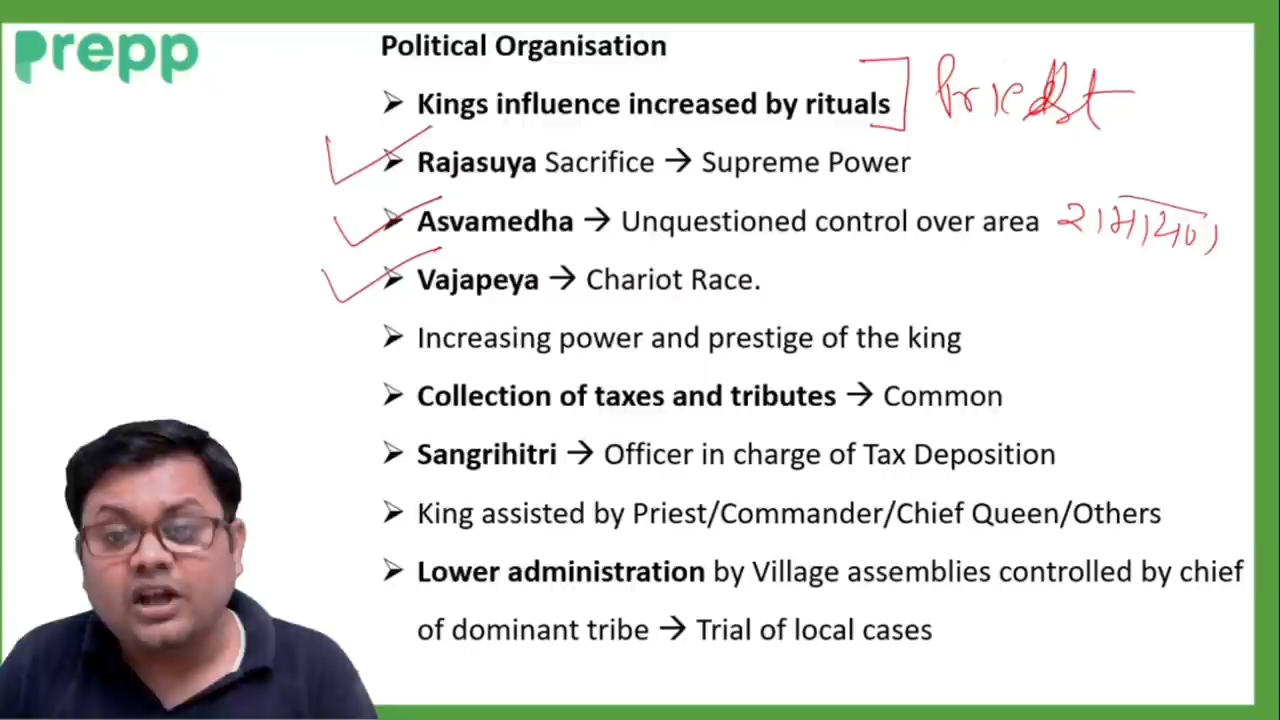 prepp
Political Organisation
➤ Kings influence increased by rituals Priest
➤ Rajasuya Sacrifice → Supreme Power
➤ Asvamedha → Unquestioned control over area रामायण
➤ Vajapeya → Chariot Race.
➤ Increasing power and prestige of the king
➤ Collection of taxes and tributes → Common
➤ Sangrihitri → Officer in charge of Tax Deposition
➤ King assisted by Priest/Commander/Chief Queen/Others
➤ Lower administration by Village assemblies controlled by chief
of dominant tribe → Trial of local cases